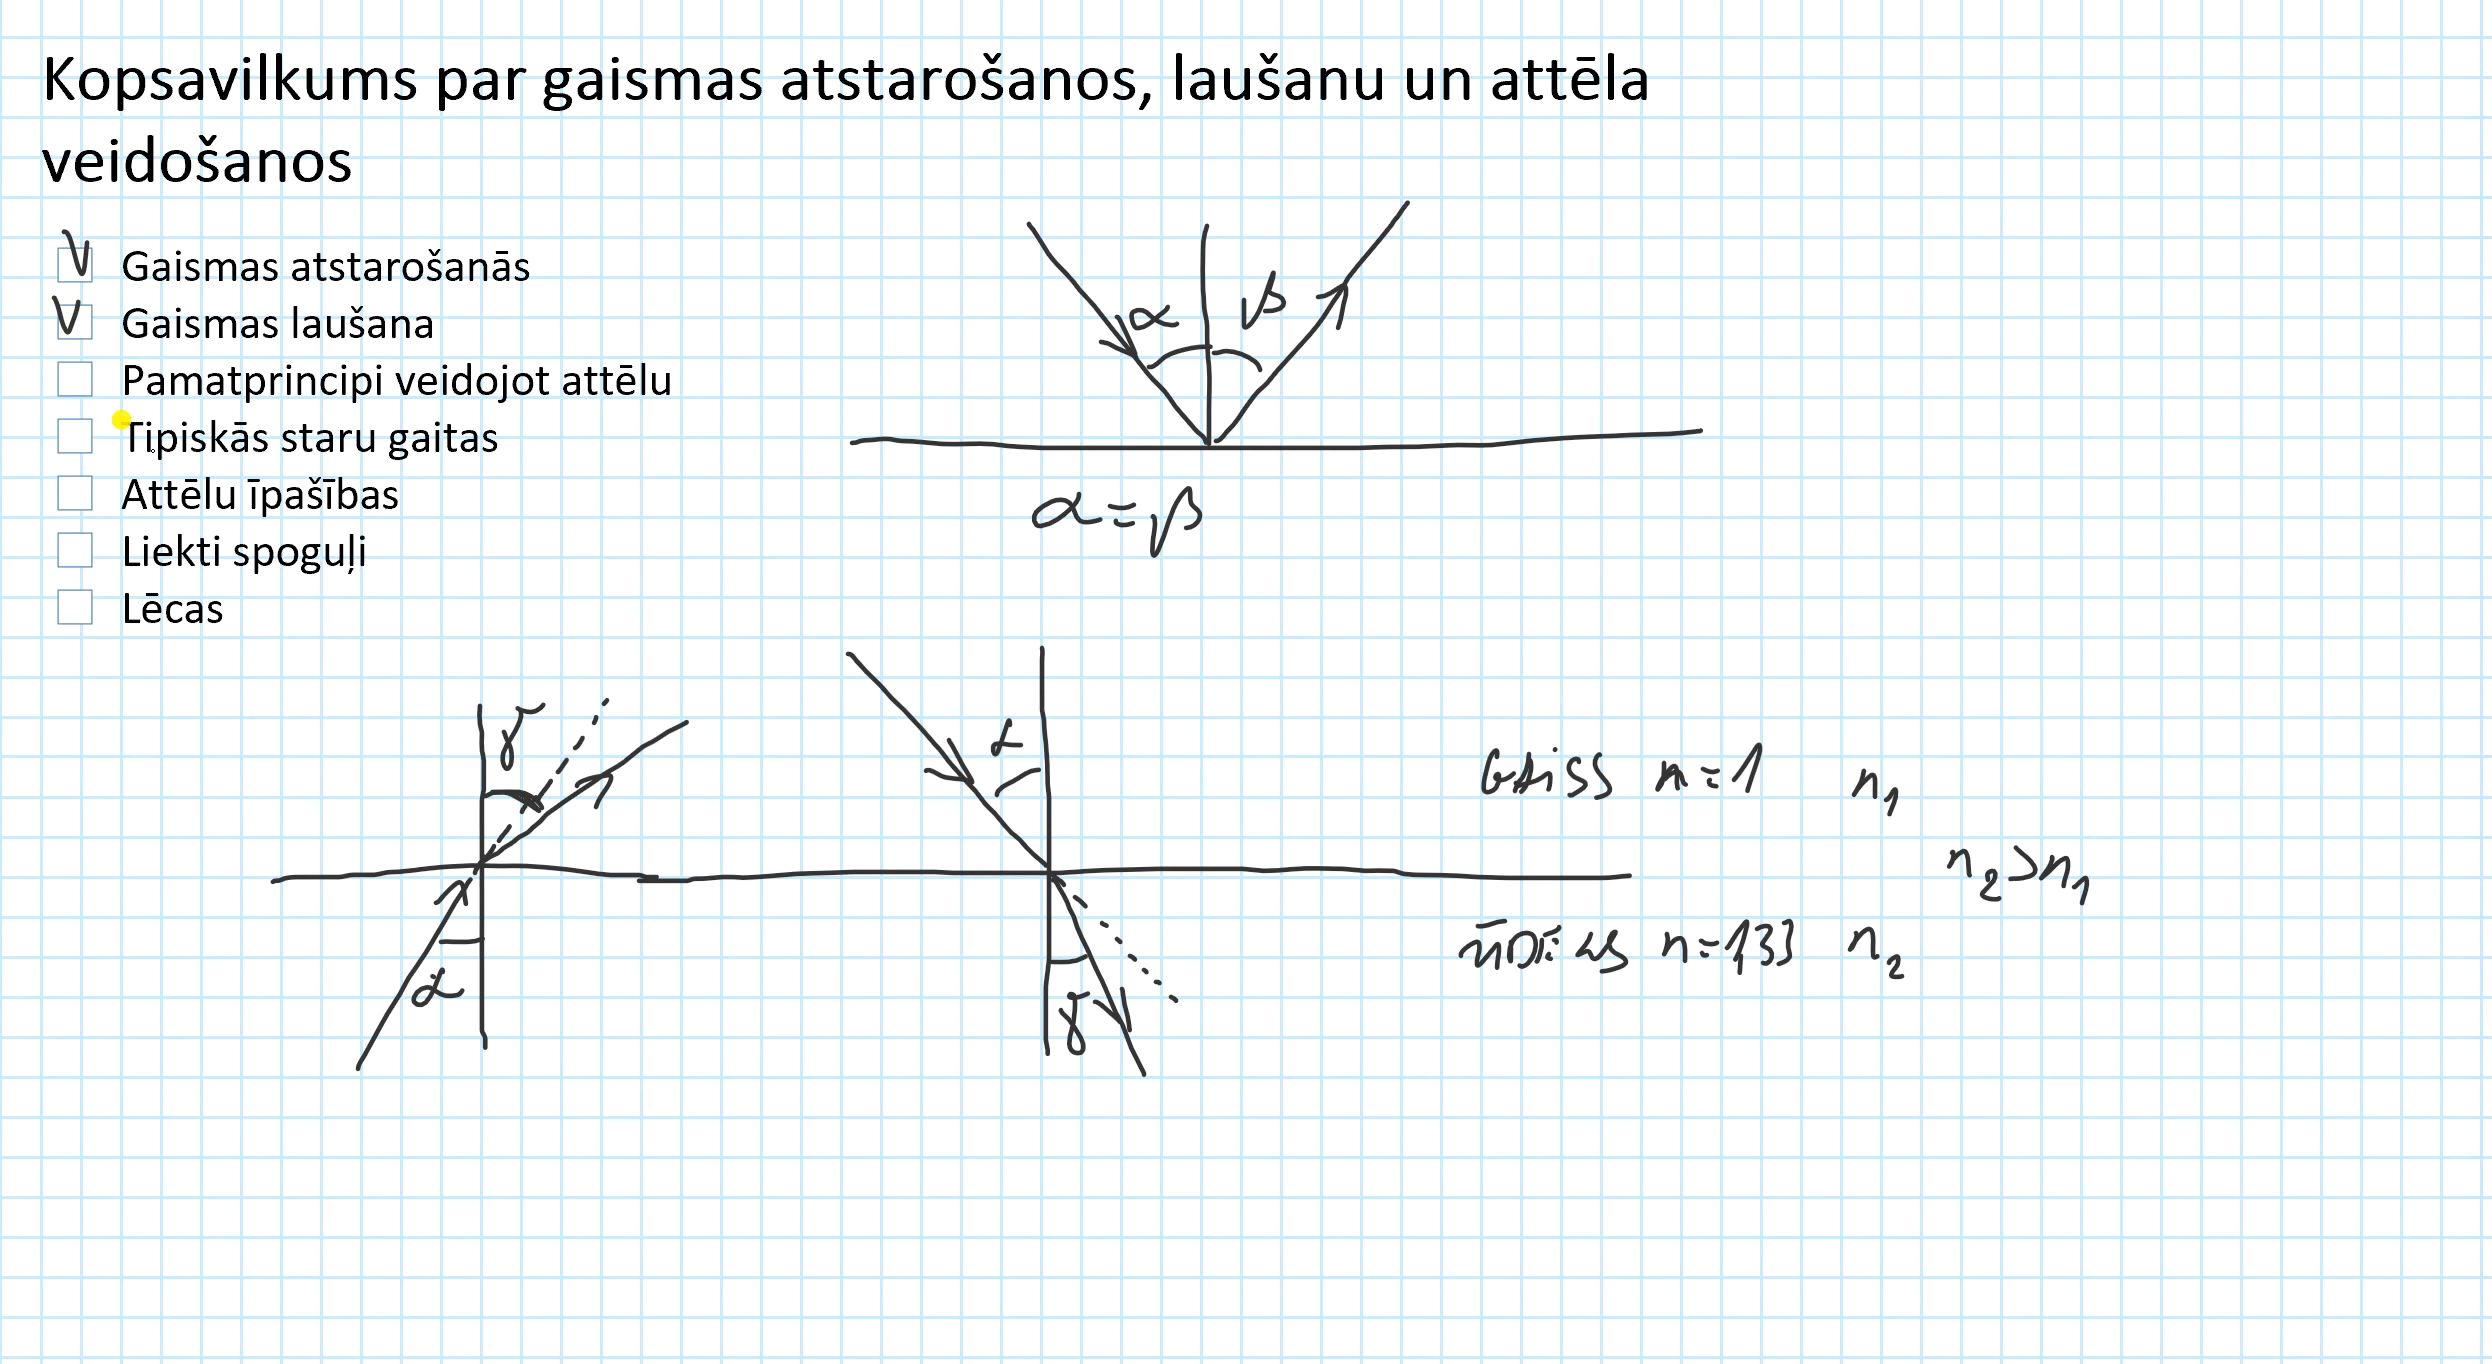 Kopsavilkums par gaismas atstarošanos, laušanu un attēla
veidošanos
V Gaismas atstarošanās
V Gaismas laušana
Pamatprincipi veidojot attēlu
Tipiskās staru gaitas
Attēlu īpašības
Liekti spoguļi
Lēcas
α β
α=β
γ
α
α
γ
GAISS n=1 n₁
n₂>n₁
ŪDENS n=1,33 n₂